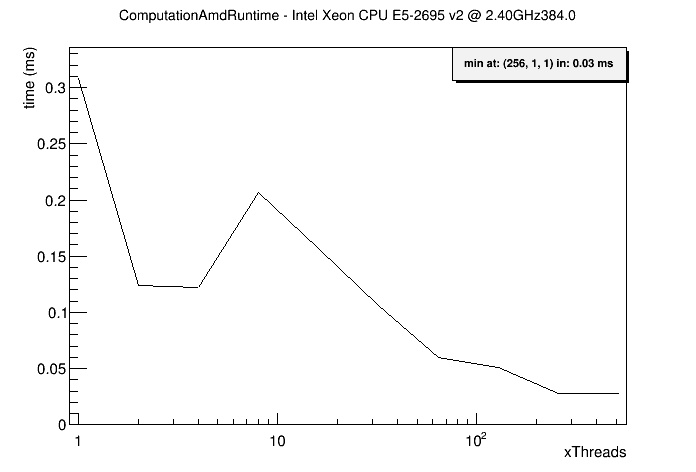 ComputationAmdRuntime - Intel Xeon CPU E5-2695 v2 @ 2.40GHz384.0
time (ms)
min at: (256, 1, 1) in: 0.03 ms
0.3
0.25
0.2
0.15
0.1
0.05
0
1 10 10²
xThreads